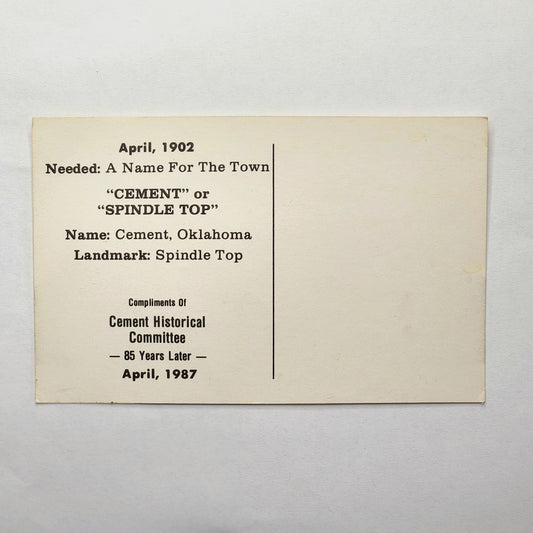 April, 1902
Needed: A Name For The Town
"CEMENT" or
"SPINDLE TOP"
Name: Cement, Oklahoma
Landmark: Spindle Top
Compliments Of
Cement Historical
Committee
— 85 Years Later —
April, 1987